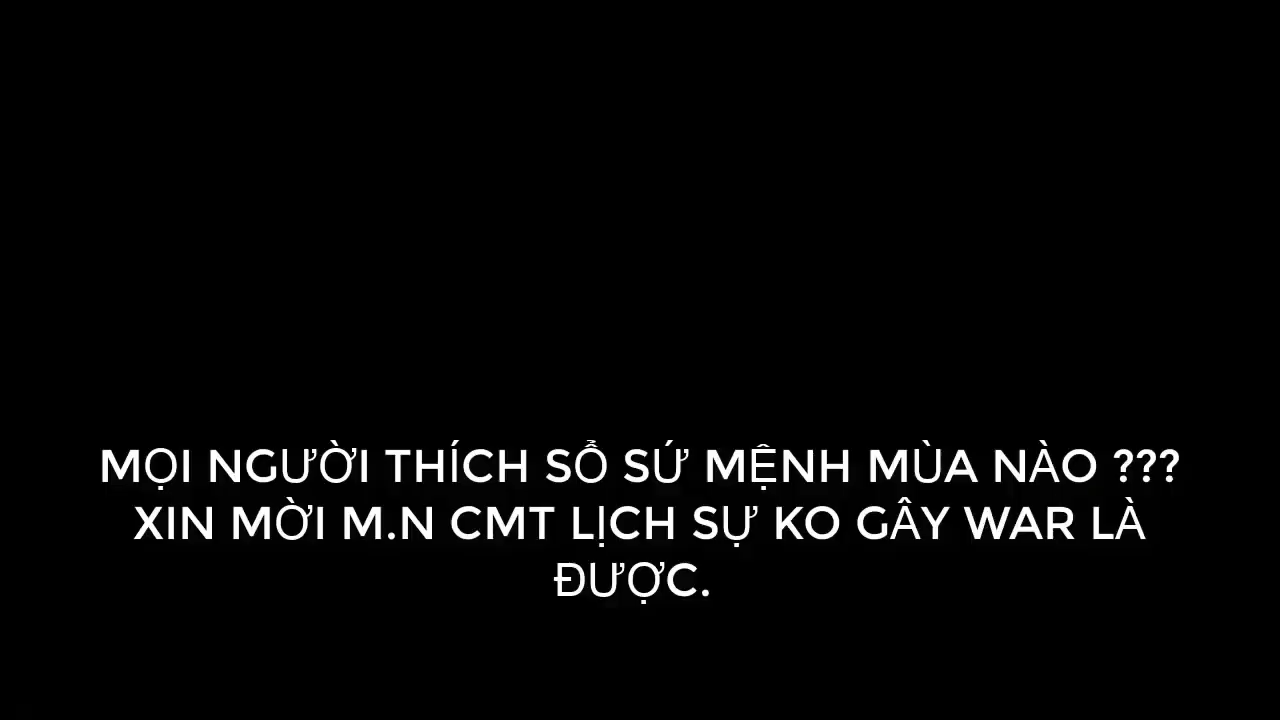 MỌI NGƯỜI THÍCH SỔ SỨ MỆNH MÙA NÀO ???
XIN MỜI M.N CMT LỊCH SỰ KO GÂY WAR LÀ
ĐƯỢC.